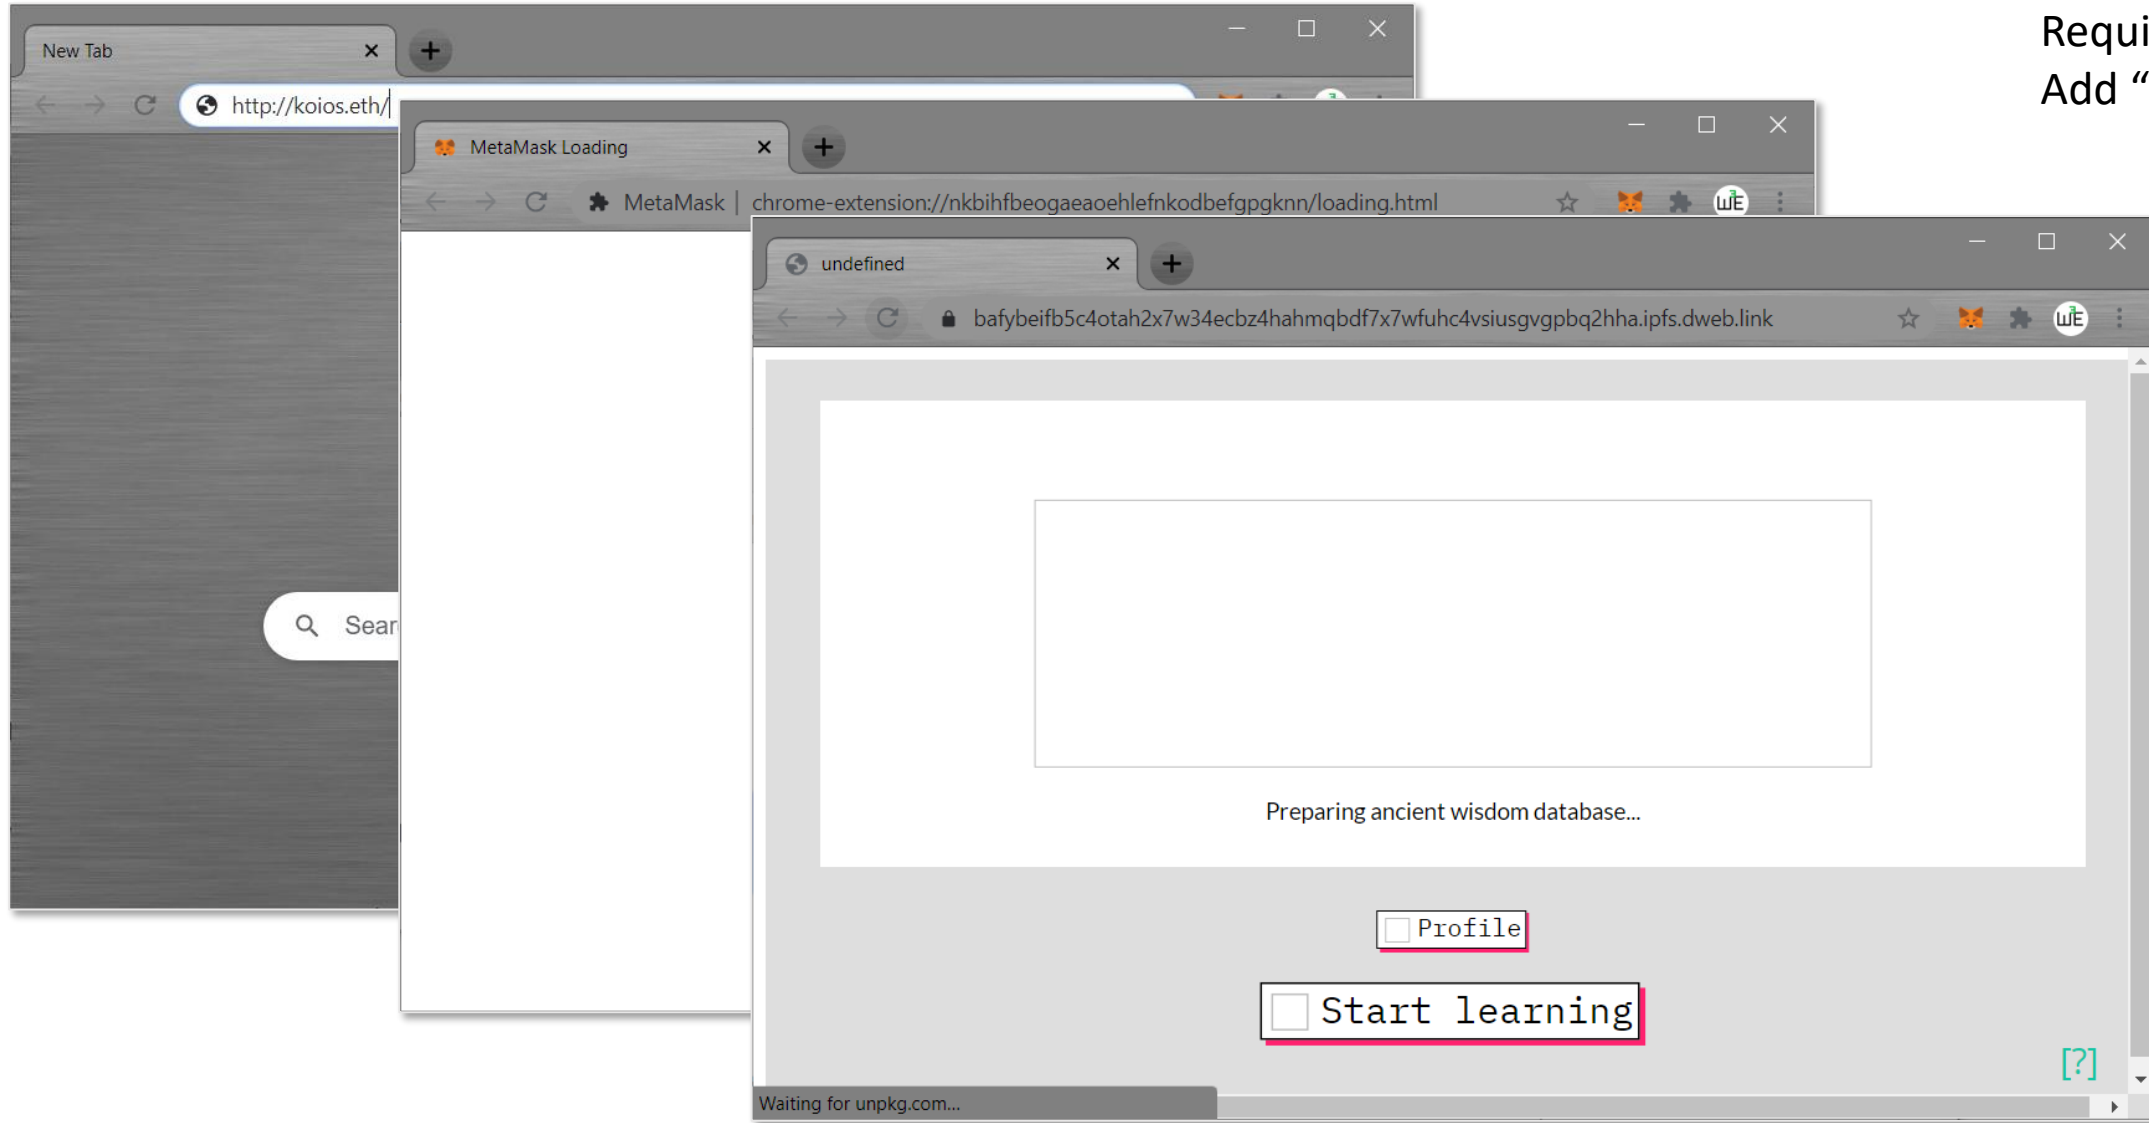 Requi
Add “
New Tab
http://koios.eth/
Sear
MetaMask Loading
MetaMask | chrome-extension://nkbihfbeogaeaoehlefnkodbefgpgknn/loading.html
undefined
bafybeifb5c4otah2x7w34ecbz4hahmqbdf7x7wfuhc4vsiusgvgpbq2hha.ipfs.dweb.link
Preparing ancient wisdom database...
Profile
Start learning
[?]
Waiting for unpkg.com...